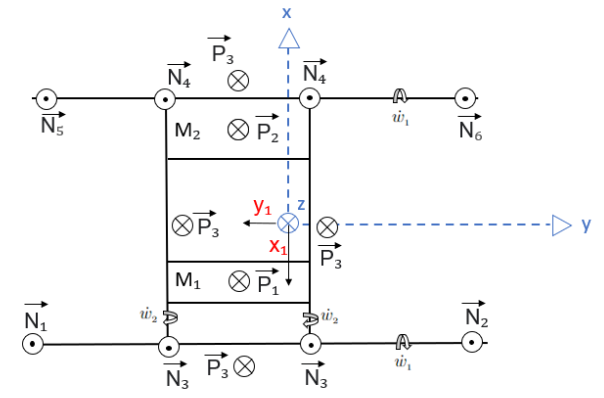 x
P₃
N₄
N₄
N₅
M₂
P₂
ẇ₁
N₆
y₁
z
P₃
y
x₁
P₃
M₁
P₁
N₁
ẇ₂
ẇ₂
N₂
ẇ₁
N₃
P₃
N₃